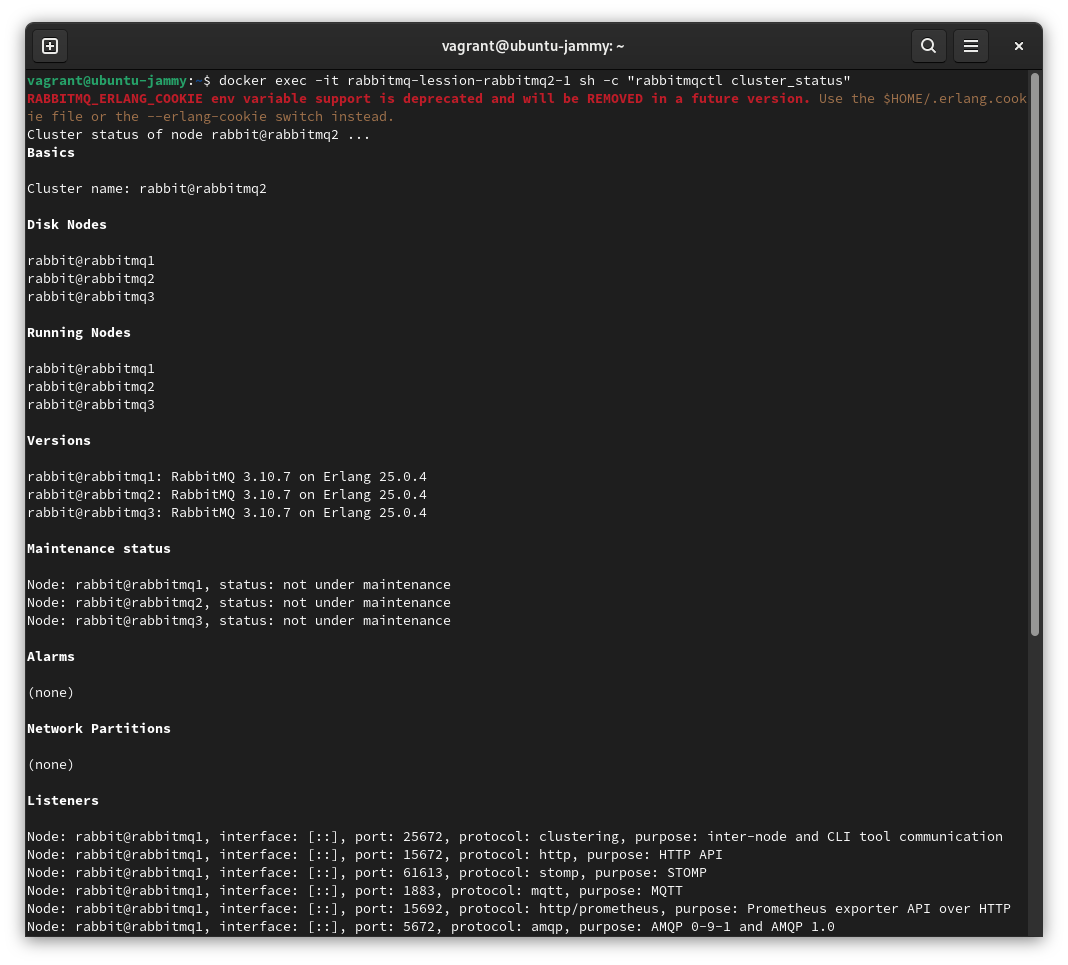 vagrant@ubuntu-jammy: ~
vagrant@ubuntu-jammy:~$ docker exec -it rabbitmq-lession-rabbitmq2-1 sh -c "rabbitmqctl cluster_status"
RABBITMQ_ERLANG_COOKIE env variable support is deprecated and will be REMOVED in a future version. Use the $HOME/.erlang.cook
ie file or the --erlang-cookie switch instead.
Cluster status of node rabbit@rabbitmq2 ...
Basics
Cluster name: rabbit@rabbitmq2
Disk Nodes
rabbit@rabbitmq1
rabbit@rabbitmq2
rabbit@rabbitmq3
Running Nodes
rabbit@rabbitmq1
rabbit@rabbitmq2
rabbit@rabbitmq3
Versions
rabbit@rabbitmq1: RabbitMQ 3.10.7 on Erlang 25.0.4
rabbit@rabbitmq2: RabbitMQ 3.10.7 on Erlang 25.0.4
rabbit@rabbitmq3: RabbitMQ 3.10.7 on Erlang 25.0.4
Maintenance status
Node: rabbit@rabbitmq1, status: not under maintenance
Node: rabbit@rabbitmq2, status: not under maintenance
Node: rabbit@rabbitmq3, status: not under maintenance
Alarms
(none)
Network Partitions
(none)
Listeners
Node: rabbit@rabbitmq1, interface: [::], port: 25672, protocol: clustering, purpose: inter-node and CLI tool communication
Node: rabbit@rabbitmq1, interface: [::], port: 15672, protocol: http, purpose: HTTP API
Node: rabbit@rabbitmq1, interface: [::], port: 61613, protocol: stomp, purpose: STOMP
Node: rabbit@rabbitmq1, interface: [::], port: 1883, protocol: mqtt, purpose: MQTT
Node: rabbit@rabbitmq1, interface: [::], port: 15692, protocol: http/prometheus, purpose: Prometheus exporter API over HTTP
Node: rabbit@rabbitmq1, interface: [::], port: 5672, protocol: amqp, purpose: AMQP 0-9-1 and AMQP 1.0